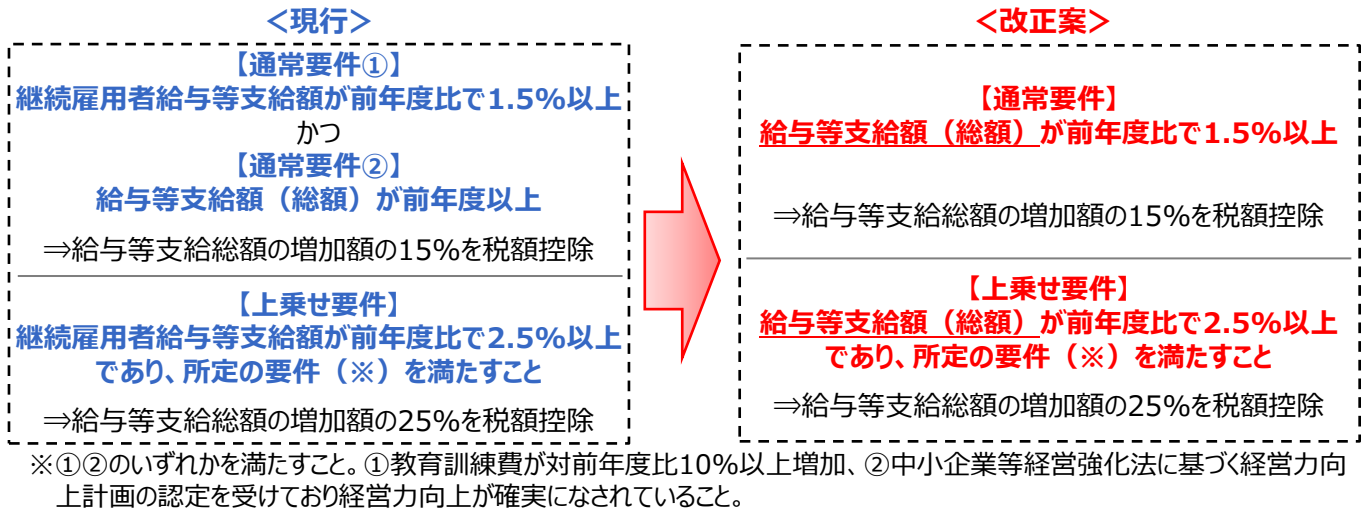 ＜現行＞
【通常要件①】
継続雇用者給与等支給額が前年度比で1.5%以上
かつ
【通常要件②】
給与等支給額（総額）が前年度以上
⇒給与等支給総額の増加額の15%を税額控除
【上乗せ要件】
継続雇用者給与等支給額が前年度比で2.5%以上
であり、所定の要件（※）を満たすこと
⇒給与等支給総額の増加額の25%を税額控除
＜改正案＞
【通常要件】
給与等支給額（総額）が前年度比で1.5%以上
⇒給与等支給総額の増加額の15%を税額控除
【上乗せ要件】
給与等支給額（総額）が前年度比で2.5%以上
であり、所定の要件（※）を満たすこと
⇒給与等支給総額の増加額の25%を税額控除
※①②のいずれかを満たすこと。①教育訓練費が対前年度比10%以上増加、②中小企業等経営強化法に基づく経営力向
上計画の認定を受けており経営力向上が確実になされていること。